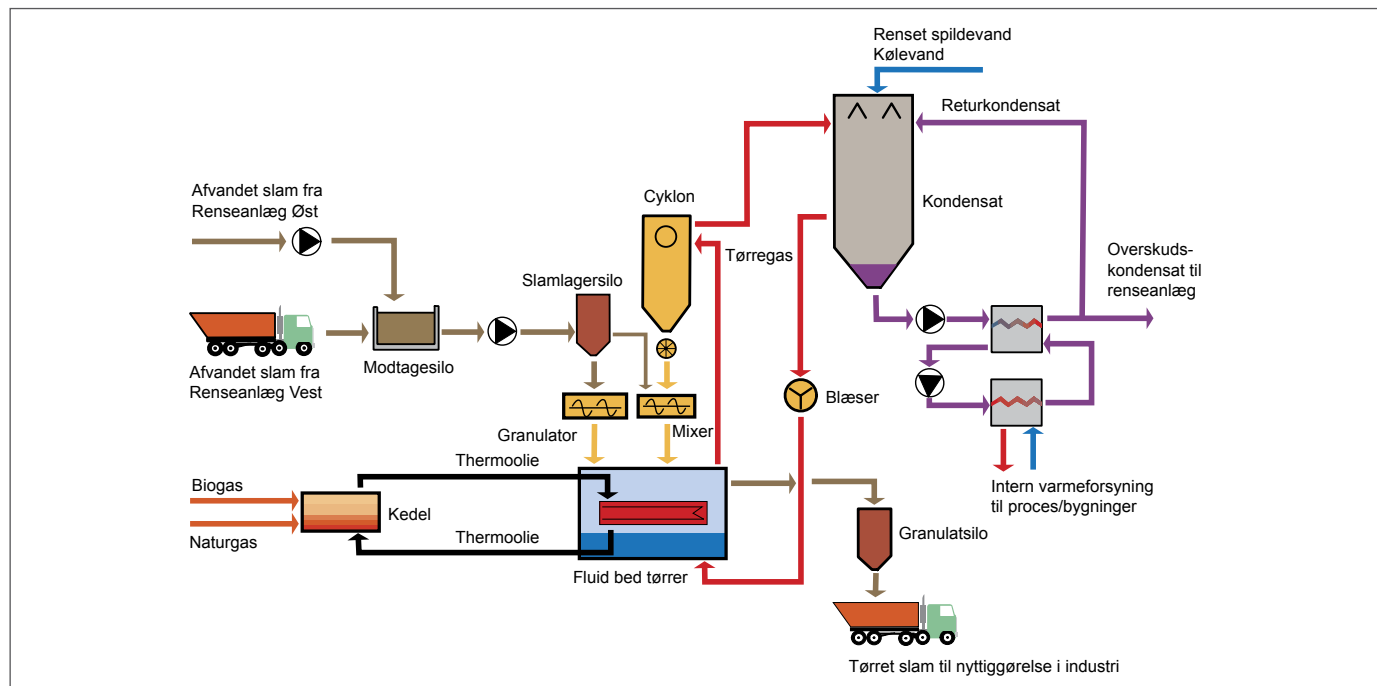 Renset spildevand
Kølevand
Returkondensat
Afvandet slam fra
Renseanlæg Øst
Cyklon
Kondensat
Tørregas
Overskuds-
kondensat til
renseanlæg
Slamlagersilo
Modtagesilo
Afvandet slam fra
Renseanlæg Vest
Blæser
Granulator
Mixer
Thermoolie
Biogas
Kedel
Naturgas
Thermoolie
Intern varmeforsyning
til proces/bygninger
Granulatsilo
Fluid bed tørrer
Tørret slam til nyttiggørelse i industri